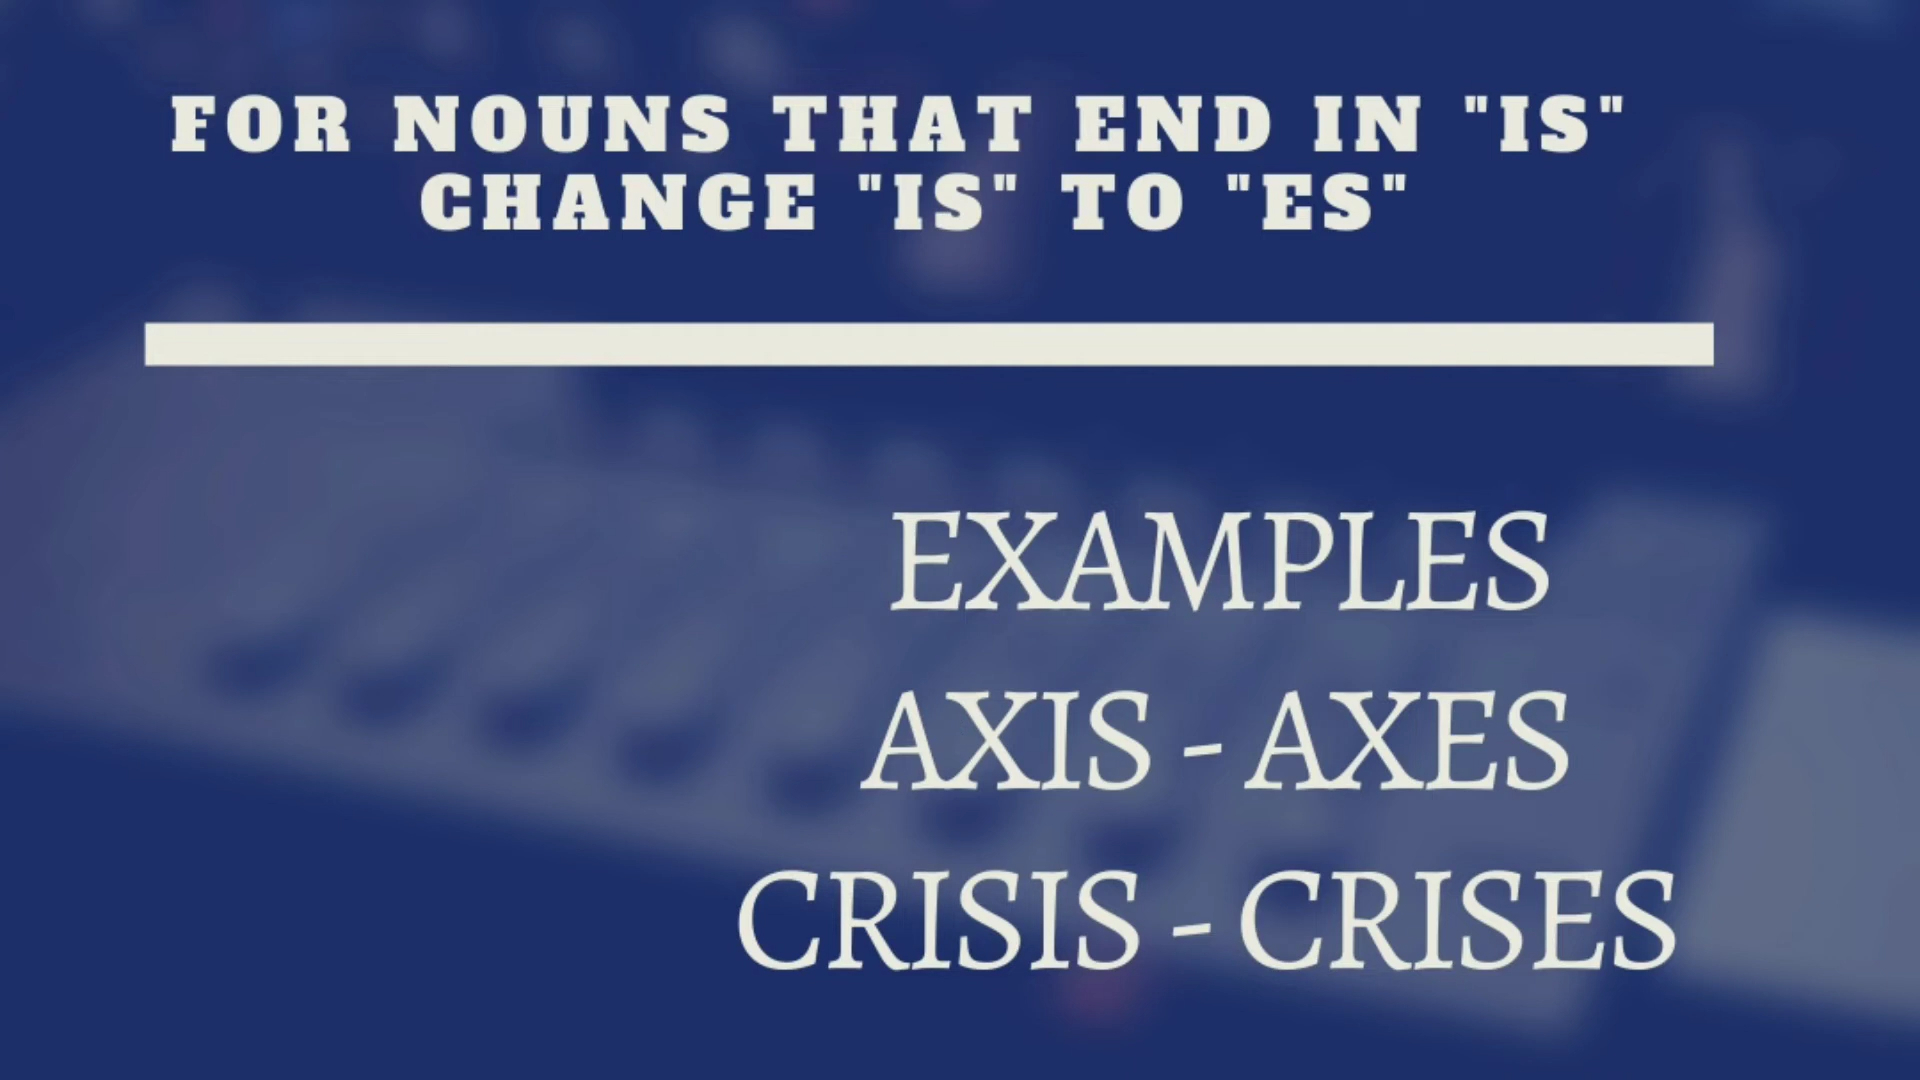 FOR NOUNS THAT END IN "IS"
CHANGE "IS" TO "ES"
EXAMPLES
AXIS - AXES
CRISIS - CRISES